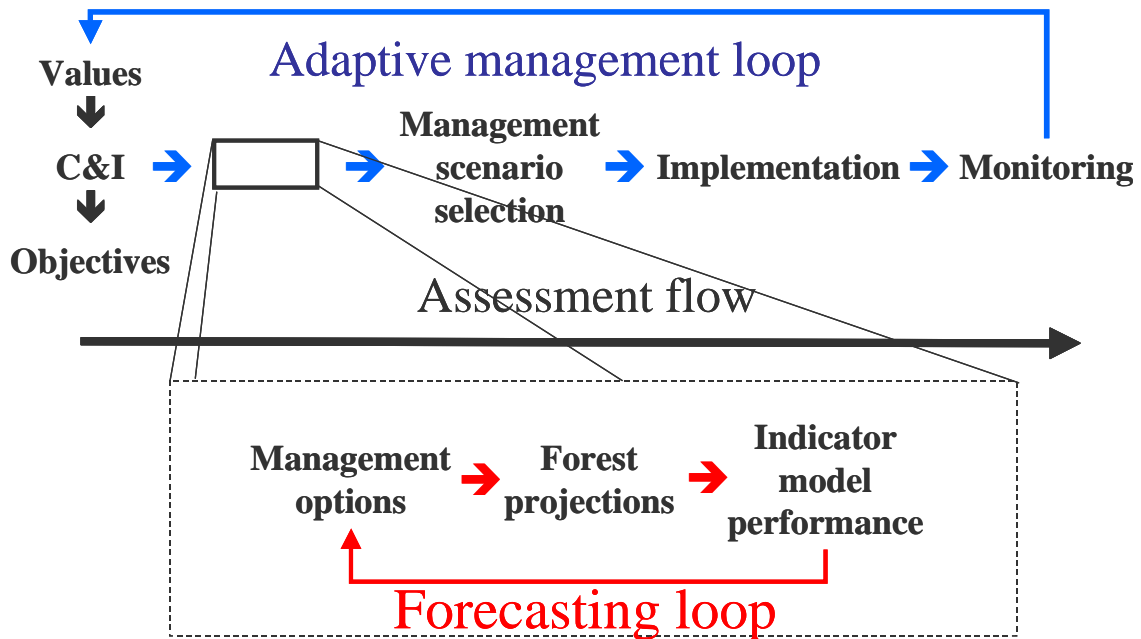 Adaptive management loop
Values
C&I
Objectives
Management
scenario
selection
Implementation
Monitoring
Assessment flow
Management
options
Forest
projections
Indicator
model
performance
Forecasting loop